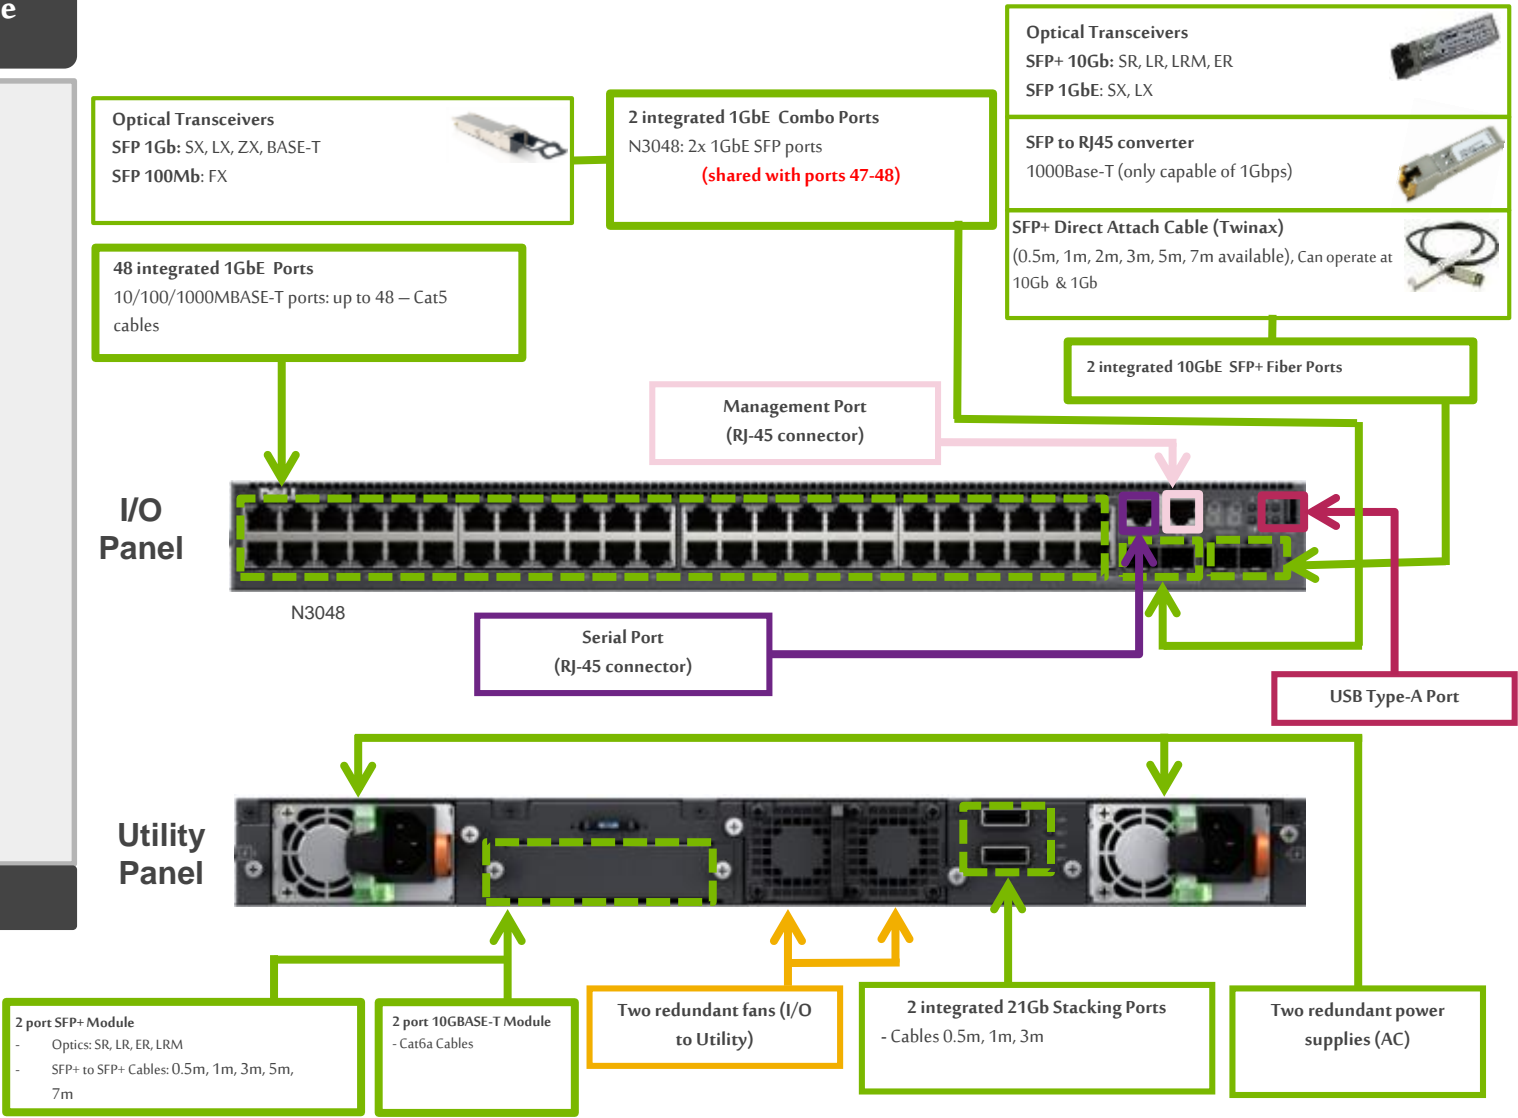 e
Optical Transceivers
SFP+ 10Gb: SR, LR, LRM, ER
SFP 1GbE: SX, LX
SFP to RJ45 converter
1000Base-T (only capable of 1Gbps)
SFP+ Direct Attach Cable (Twinax)
(0.5m, 1m, 2m, 3m, 5m, 7m available), Can operate at
10Gb & 1Gb
Optical Transceivers
SFP 1Gb: SX, LX, ZX, BASE-T
SFP 100Mb: FX
2 integrated 1GbE Combo Ports
N3048: 2x 1GbE SFP ports
(shared with ports 47-48)
48 integrated 1GbE Ports
10/100/1000MBASE-T ports: up to 48 – Cat5
cables
2 integrated 10GbE SFP+ Fiber Ports
Management Port
(RJ-45 connector)
I/O
Panel
N3048
Serial Port
(RJ-45 connector)
USB Type-A Port
Utility
Panel
2 port SFP+ Module
- Optics: SR, LR, ER, LRM
- SFP+ to SFP+ Cables: 0.5m, 1m, 3m, 5m,
7m
2 port 10GBASE-T Module
- Cat6a Cables
Two redundant fans (I/O
to Utility)
2 integrated 21Gb Stacking Ports
- Cables 0.5m, 1m, 3m
Two redundant power
supplies (AC)